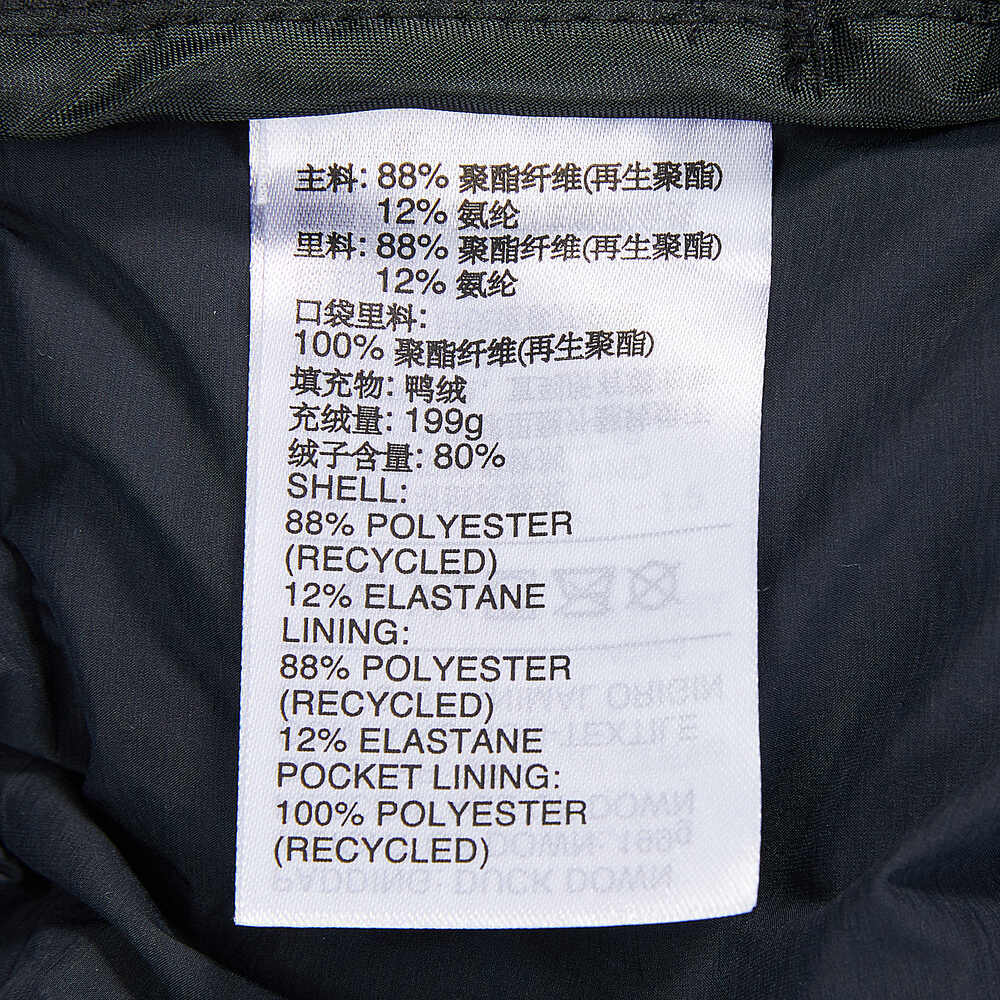 主料: 88% 聚酯纤维(再生聚酯)
12% 氨纶
里料: 88% 聚酯纤维(再生聚酯)
12% 氨纶
口袋里料:
100% 聚酯纤维(再生聚酯)
填充物: 鸭绒
充绒量: 199g
绒子含量: 80%
SHELL:
88% POLYESTER
(RECYCLED)
12% ELASTANE
LINING:
88% POLYESTER
(RECYCLED)
12% ELASTANE
POCKET LINING:
100% POLYESTER
(RECYCLED)